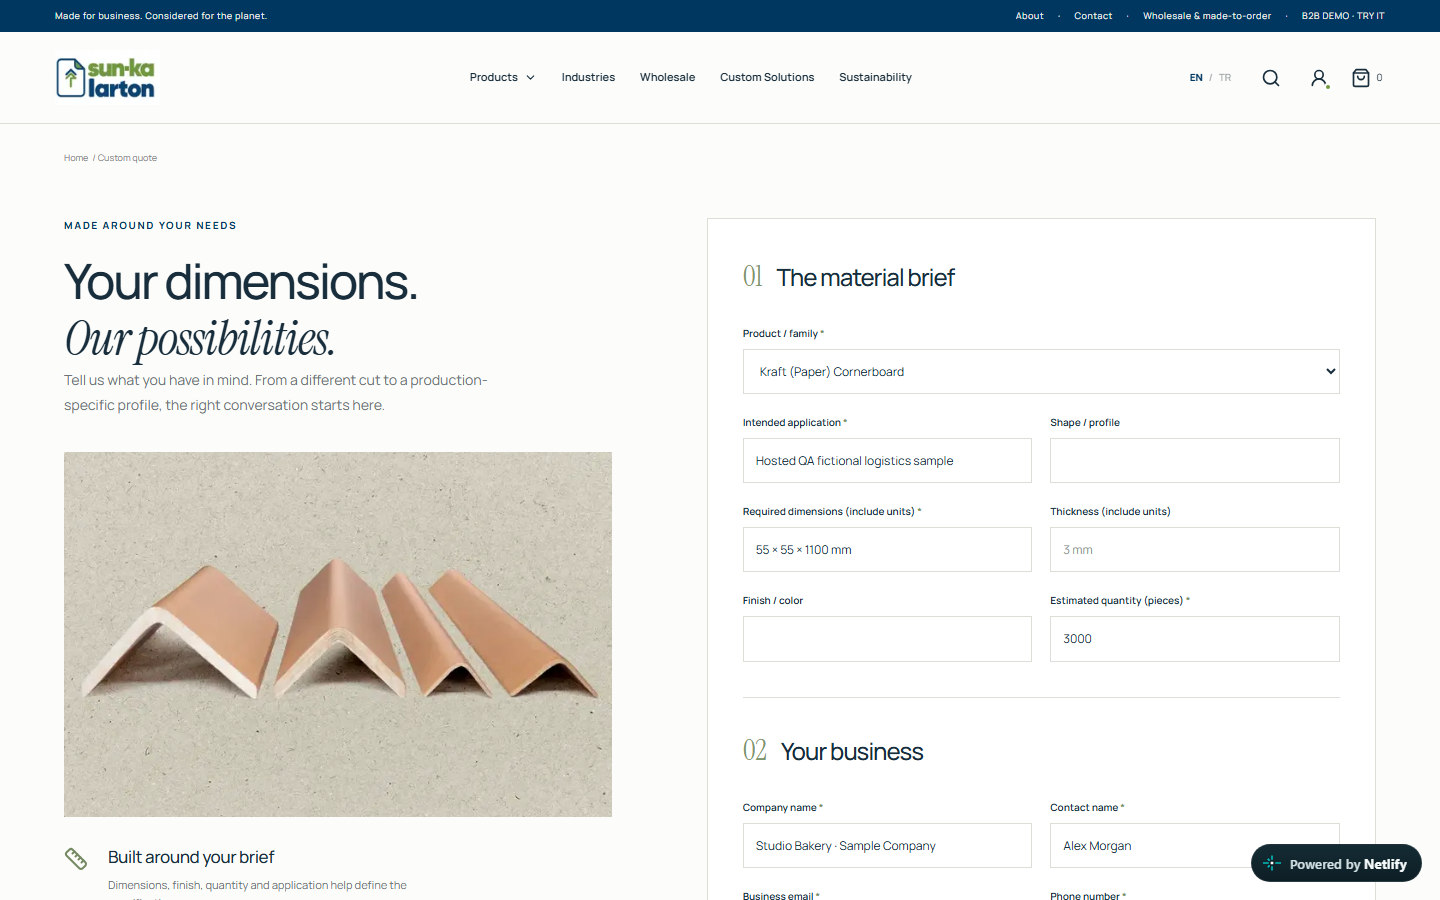 Made for business. Considered for the planet.
About · Contact · Wholesale & made-to-order · B2B DEMO · TRY IT
sun·ka
larton
Products
Industries
Wholesale
Custom Solutions
Sustainability
EN / TR
0
Home / Custom quote
MADE AROUND YOUR NEEDS
Your dimensions.
Our possibilities.
Tell us what you have in mind. From a different cut to a production-
specific profile, the right conversation starts here.
Built around your brief
Dimensions, finish, quantity and application help define the
01 The material brief
Product / family *
Kraft (Paper) Cornerboard
Intended application *
Shape / profile
Hosted QA fictional logistics sample
Required dimensions (include units) *
Thickness (include units)
55 × 55 × 1100 mm
3 mm
Finish / color
Estimated quantity (pieces) *
3000
02 Your business
Company name *
Contact name *
Studio Bakery · Sample Company
Alex Morgan
Business email *
Phone number *
Powered by Netlify